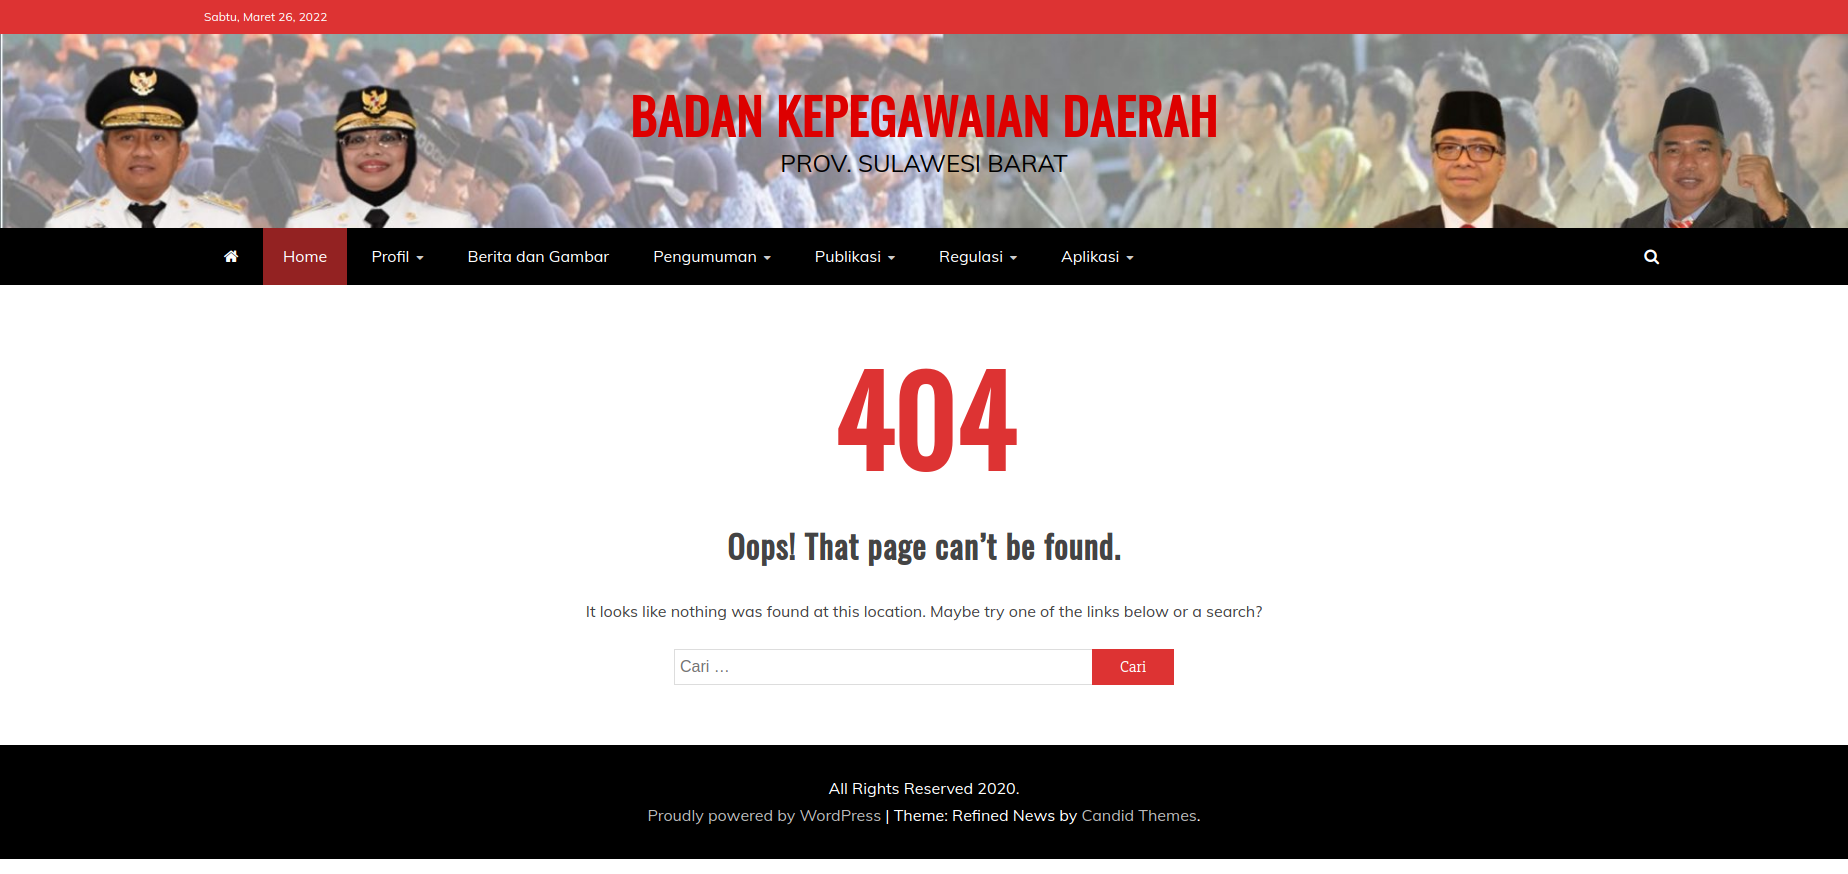 Sabtu, Maret 26, 2022
BADAN KEPEGAWAIAN DAERAH
PROV. SULAWESI BARAT
Home Profil Berita dan Gambar Pengumuman Publikasi Regulasi Aplikasi
404
Oops! That page can’t be found.
It looks like nothing was found at this location. Maybe try one of the links below or a search?
Cari … Cari
All Rights Reserved 2020.
Proudly powered by WordPress | Theme: Refined News by Candid Themes.